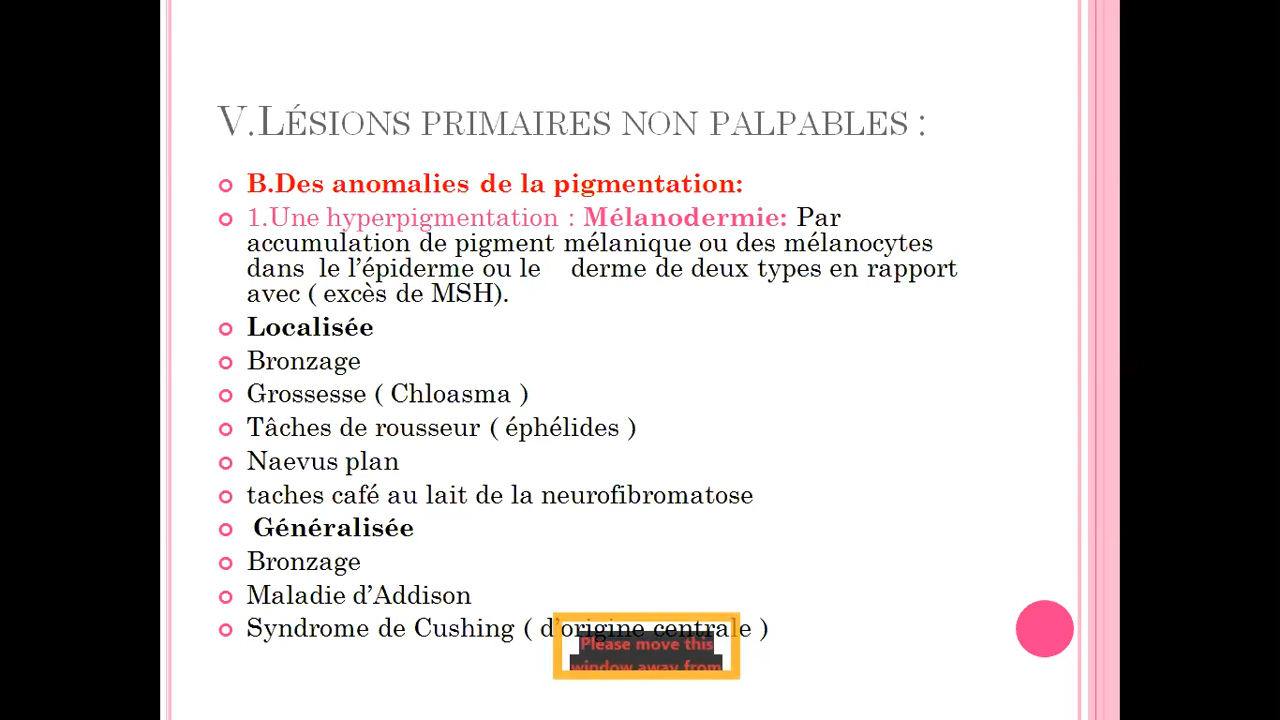 V.LÉSIONS PRIMAIRES NON PALPABLES :
B.Des anomalies de la pigmentation:
1.Une hyperpigmentation : Mélanodermie: Par
accumulation de pigment mélanique ou des mélanocytes
dans le l'épiderme ou le derme de deux types en rapport
avec ( excès de MSH).
Localisée
Bronzage
Grossesse ( Chloasma )
Tâches de rousseur ( éphélides )
Naevus plan
taches café au lait de la neurofibromatose
Généralisée
Bronzage
Maladie d'Addison
Syndrome de Cushing ( d'origine centrale )
Please move this
window away from